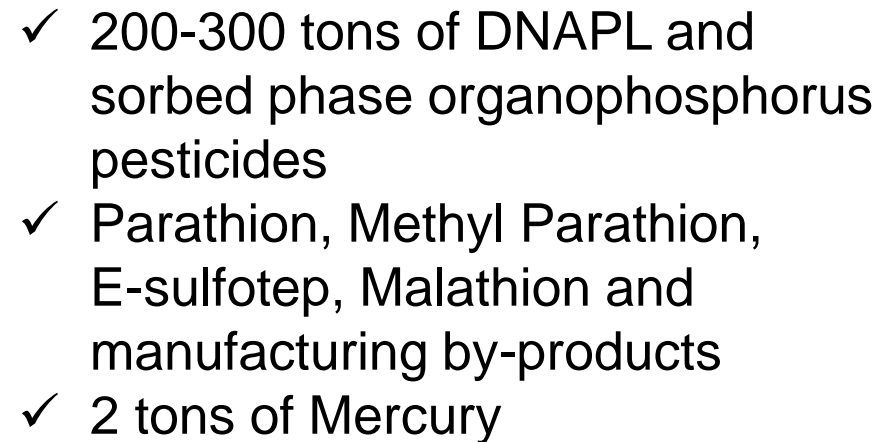 ✓ 200-300 tons of DNAPL and
sorbed phase organophosphorus
pesticides
✓ Parathion, Methyl Parathion,
E-sulfotep, Malathion and
manufacturing by-products
✓ 2 tons of Mercury